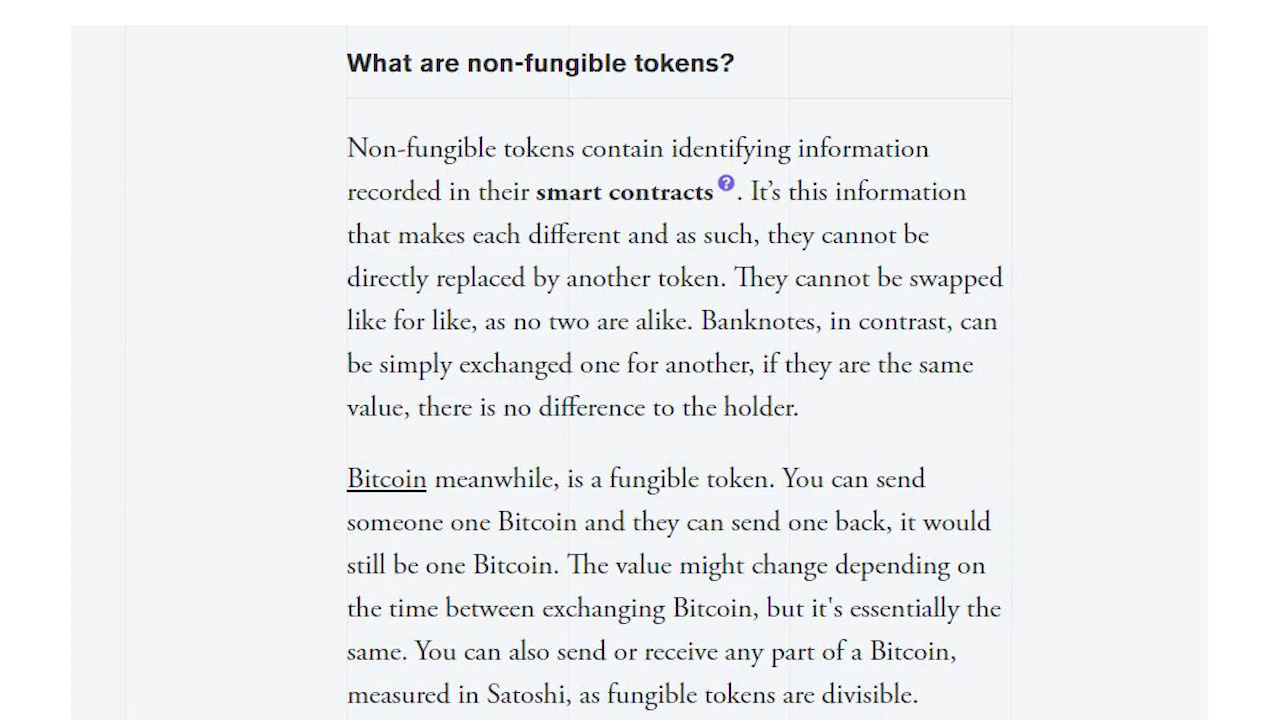 What are non-fungible tokens?
Non-fungible tokens contain identifying information
recorded in their smart contracts?. It’s this information
that makes each different and as such, they cannot be
directly replaced by another token. They cannot be swapped
like for like, as no two are alike. Banknotes, in contrast, can
be simply exchanged one for another, if they are the same
value, there is no difference to the holder.
Bitcoin meanwhile, is a fungible token. You can send
someone one Bitcoin and they can send one back, it would
still be one Bitcoin. The value might change depending on
the time between exchanging Bitcoin, but it's essentially the
same. You can also send or receive any part of a Bitcoin,
measured in Satoshi, as fungible tokens are divisible.